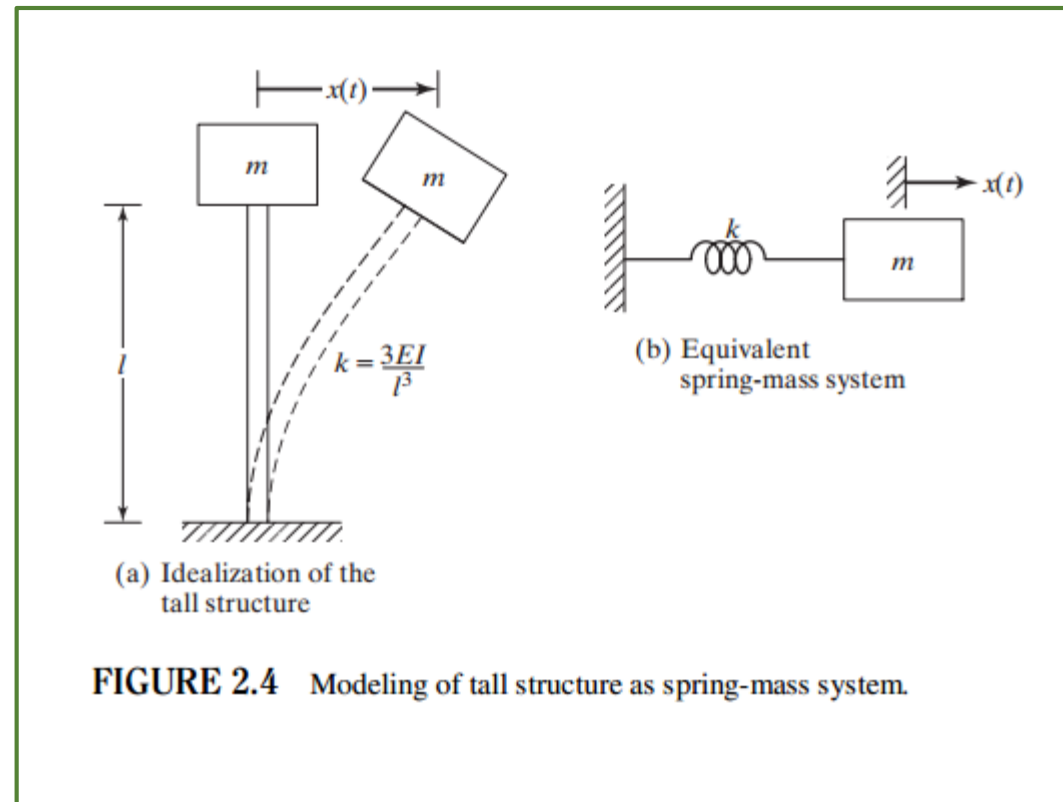 x(t)
m
m
l
k = 3EI/l³
(a) Idealization of the
tall structure
x(t)
k
m
(b) Equivalent
spring-mass system
FIGURE 2.4 Modeling of tall structure as spring-mass system.